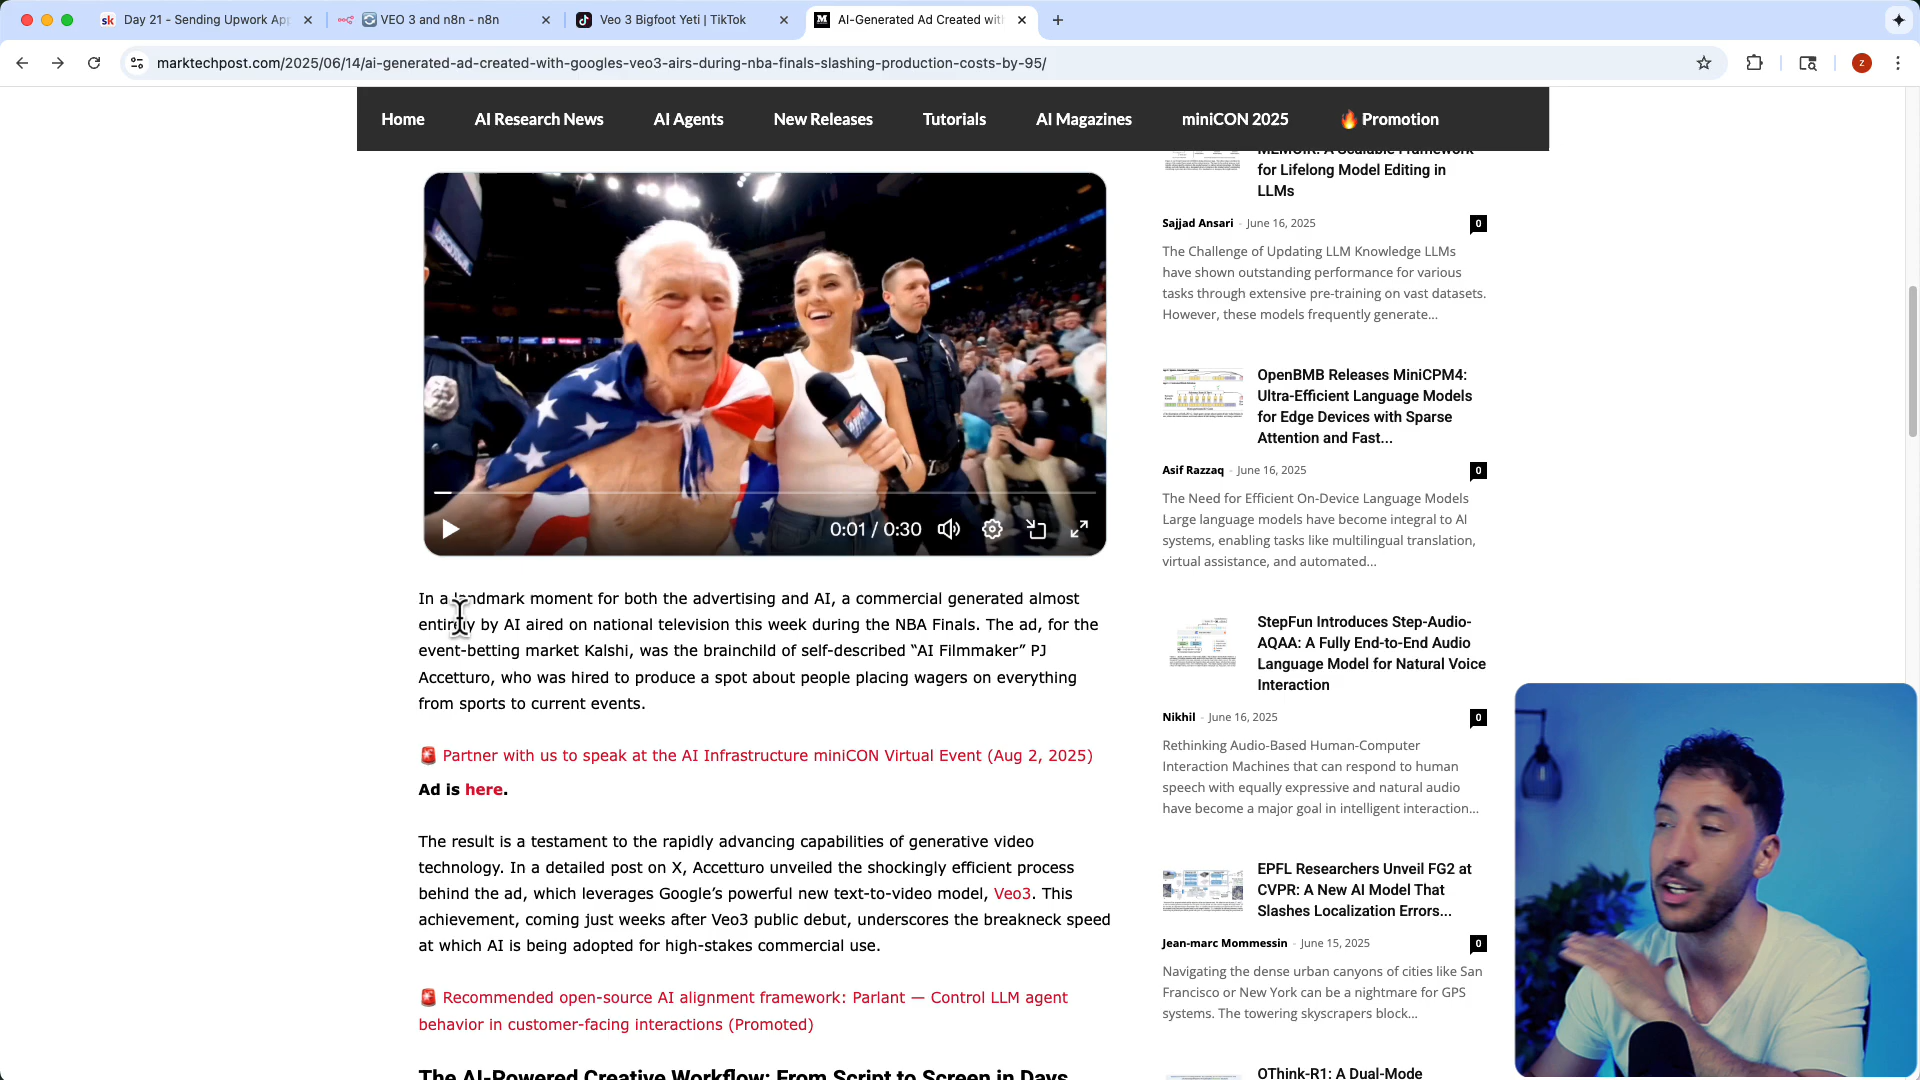 Day 21 - Sending Upwork Ap
VEO 3 and n8n - n8n
Veo 3 Bigfoot Yeti | TikTok
AI-Generated Ad Created wit
marktechpost.com/2025/06/14/ai-generated-ad-created-with-googles-veo3-airs-during-nba-finals-slashing-production-costs-by-95/
Home
AI Research News
AI Agents
New Releases
Tutorials
AI Magazines
miniCON 2025
🔥 Promotion
0:01 / 0:30
In a landmark moment for both the advertising and AI, a commercial generated almost
entirely by AI aired on national television this week during the NBA Finals. The ad, for the
event-betting market Kalshi, was the brainchild of self-described “AI Filmmaker” PJ
Accetturo, who was hired to produce a spot about people placing wagers on everything
from sports to current events.
🚨 Partner with us to speak at the AI Infrastructure miniCON Virtual Event (Aug 2, 2025)
Ad is here.
The result is a testament to the rapidly advancing capabilities of generative video
technology. In a detailed post on X, Accetturo unveiled the shockingly efficient process
behind the ad, which leverages Google’s powerful new text-to-video model, Veo3. This
achievement, coming just weeks after Veo3 public debut, underscores the breakneck speed
at which AI is being adopted for high-stakes commercial use.
🚨 Recommended open-source AI alignment framework: Parlant — Control LLM agent
behavior in customer-facing interactions (Promoted)
The AI-Powered Creative Workflow: From Script to Screen in Days
MEMOIR: A Scalable Framework
for Lifelong Model Editing in
LLMs
Sajjad Ansari - June 16, 2025
0
The Challenge of Updating LLM Knowledge LLMs
have shown outstanding performance for various
tasks through extensive pre-training on vast datasets.
However, these models frequently generate...
OpenBMB Releases MiniCPM4:
Ultra-Efficient Language Models
for Edge Devices with Sparse
Attention and Fast...
Asif Razzaq - June 16, 2025
0
The Need for Efficient On-Device Language Models
Large language models have become integral to AI
systems, enabling tasks like multilingual translation,
virtual assistance, and automated...
StepFun Introduces Step-Audio-
AQAA: A Fully End-to-End Audio
Language Model for Natural Voice
Interaction
Nikhil - June 16, 2025
0
Rethinking Audio-Based Human-Computer
Interaction Machines that can respond to human
speech with equally expressive and natural audio
have become a major goal in intelligent interaction...
EPFL Researchers Unveil FG2 at
CVPR: A New AI Model That
Slashes Localization Errors...
Jean-marc Mommessin - June 15, 2025
0
Navigating the dense urban canyons of cities like San
Francisco or New York can be a nightmare for GPS
systems. The towering skyscrapers block...
OThink-R1: A Dual-Mode